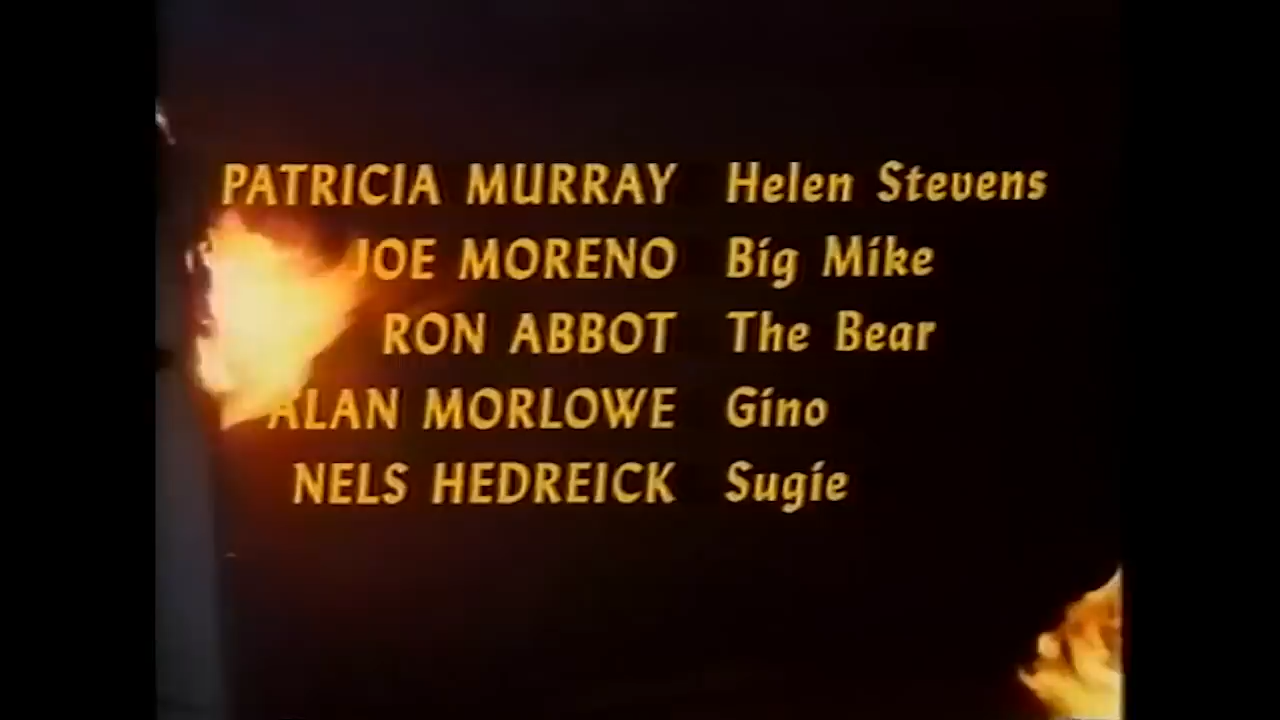 PATRICIA MURRAY Helen Stevens
JOE MORENO Big Mike
RON ABBOT The Bear
ALAN MORLOWE Gino
NELS HEDREICK Sugie